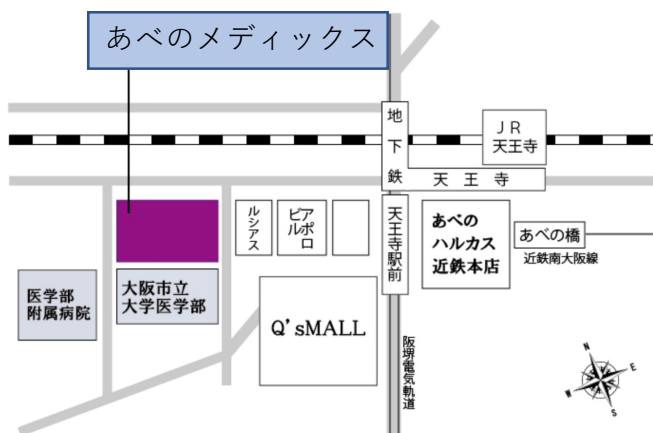 あべのメディックス
地下鉄
天王寺
JR
天王寺
天王寺駅前
ルシアス
アポロ
ビル
あべの
ハルカス
近鉄本店
あべの橋
近鉄南大阪線
医学部
附属病院
大阪市立
大学医学部
Q'sMALL
阪堺電気軌道
N
E
W
S